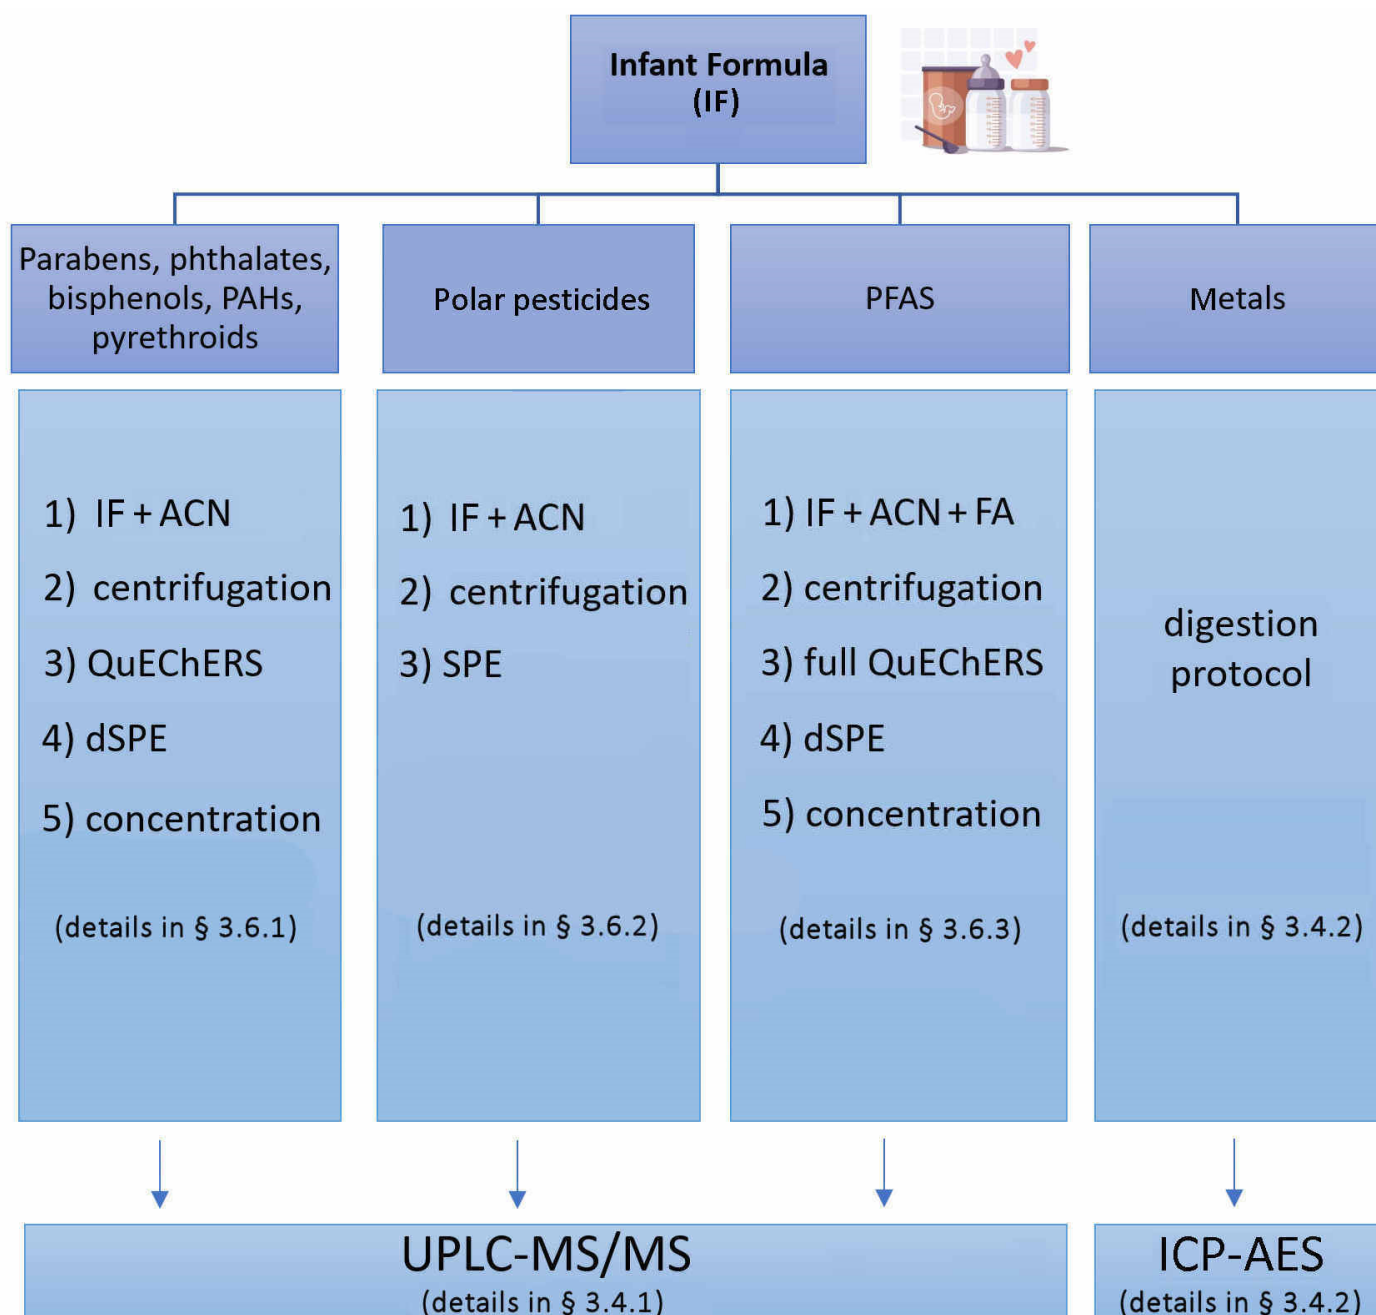 Infant Formula
(IF)
Parabens, phthalates,
bisphenols, PAHs,
pyrethroids
Polar pesticides
PFAS
Metals
1) IF + ACN
2) centrifugation
3) QuEChERS
4) dSPE
5) concentration
(details in § 3.6.1)
1) IF + ACN
2) centrifugation
3) SPE
(details in § 3.6.2)
1) IF + ACN + FA
2) centrifugation
3) full QuEChERS
4) dSPE
5) concentration
(details in § 3.6.3)
digestion
protocol
(details in § 3.4.2)
UPLC-MS/MS
(details in § 3.4.1)
ICP-AES
(details in § 3.4.2)